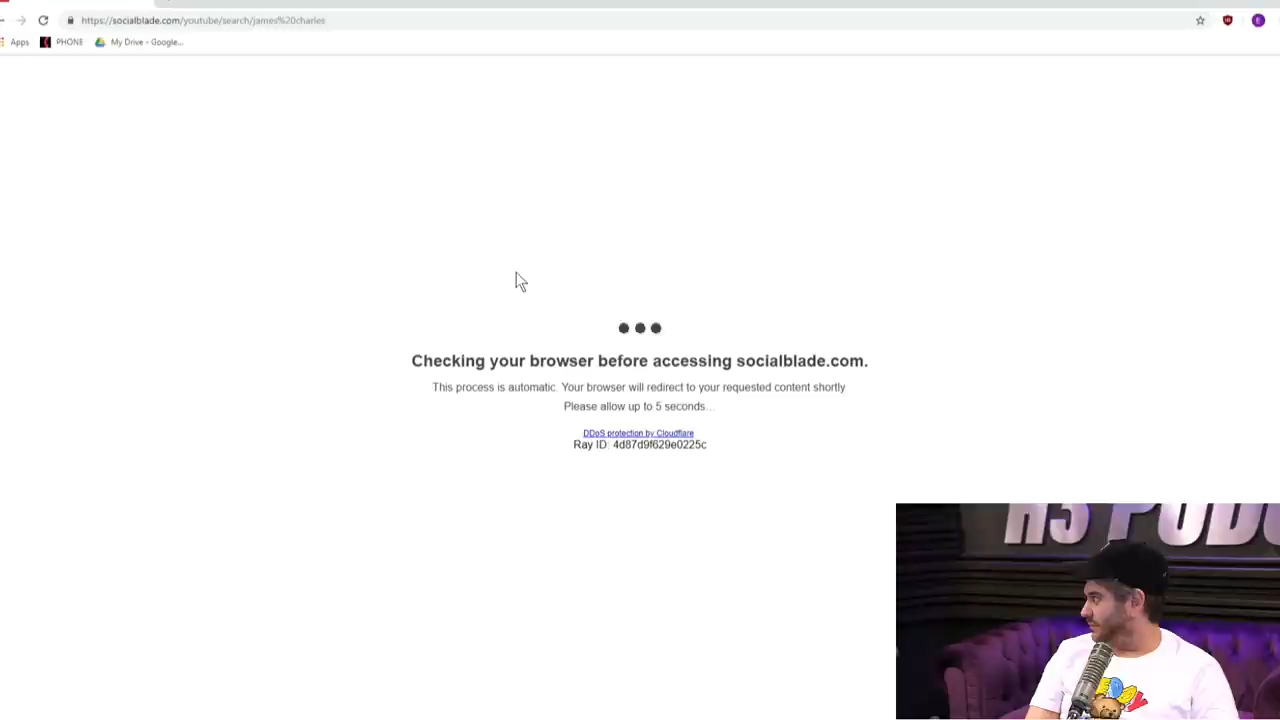 https://socialblade.com/youtube/search/james%20charles
Apps PHONE My Drive - Google...
Checking your browser before accessing socialblade.com.
This process is automatic. Your browser will redirect to your requested content shortly
Please allow up to 5 seconds...
DDoS protection by Cloudflare
Ray ID: 4d87d9f629e0225c
H3 PODC